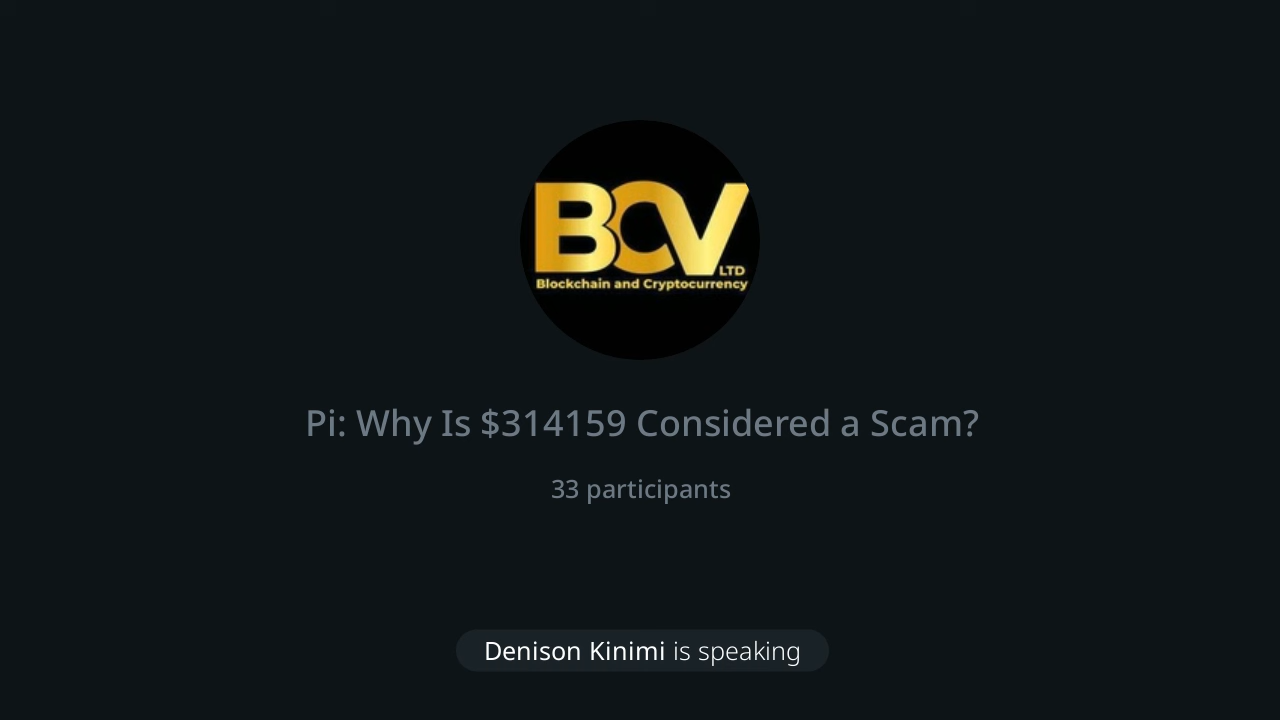 BCV
LTD
Blockchain and Cryptocurrency
Pi: Why Is $314159 Considered a Scam?
33 participants
Denison Kinimi is speaking